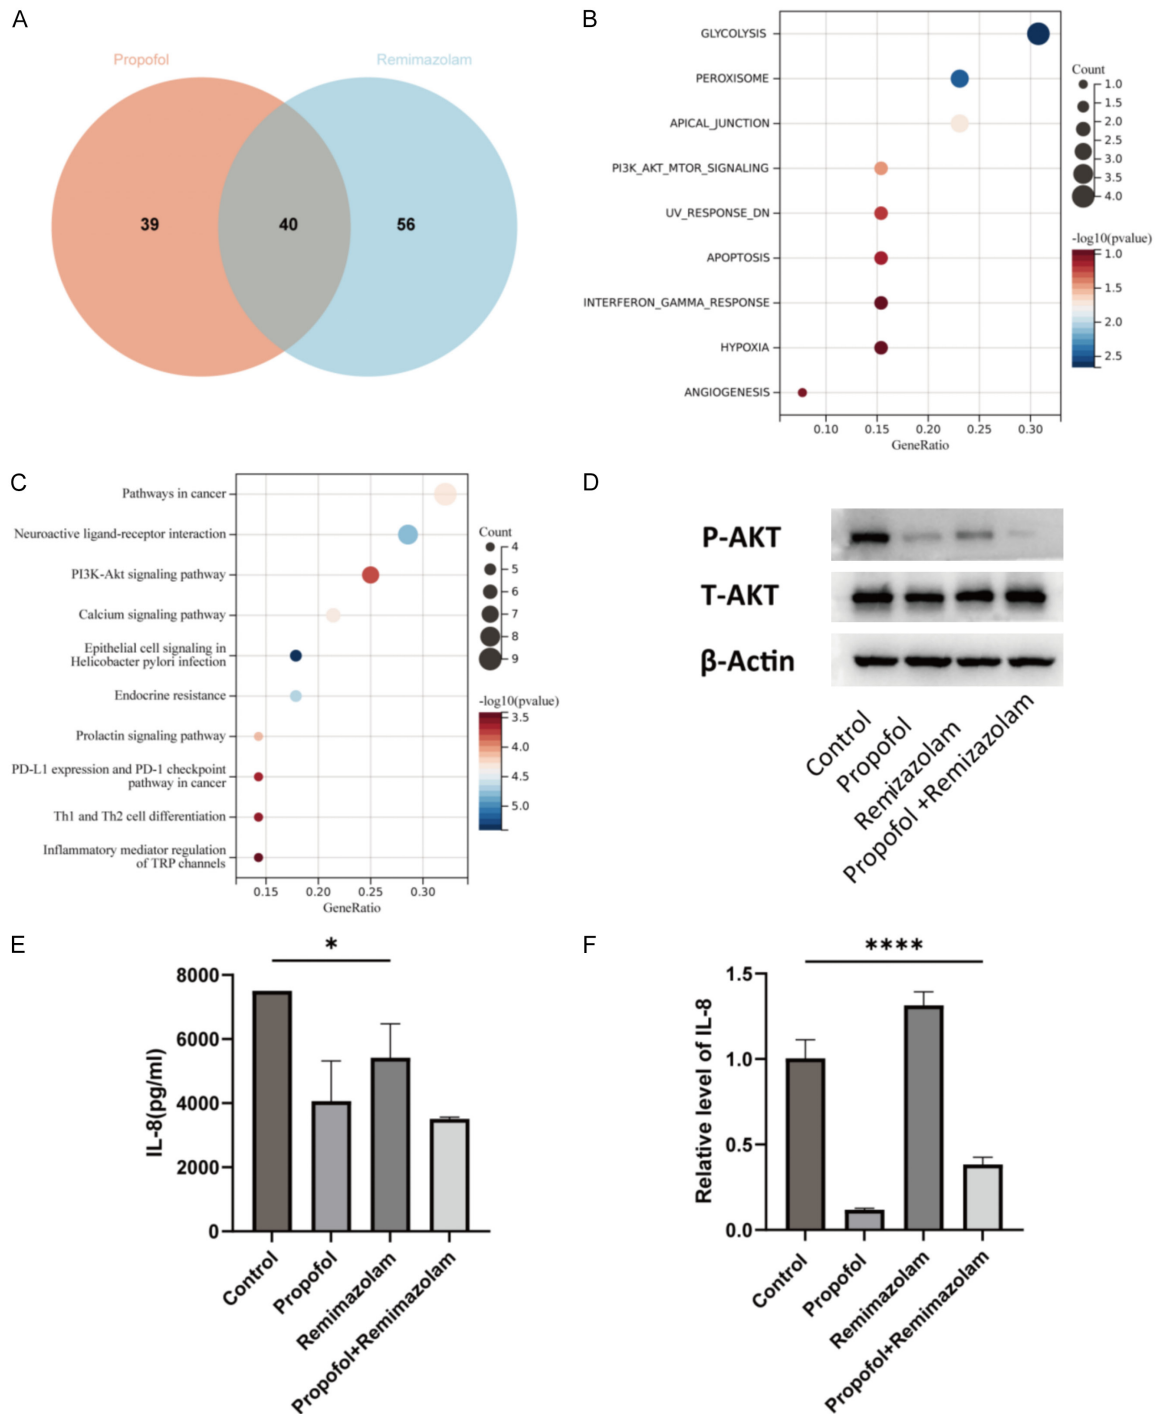 A
Propofol
Remimazolam
39
40
56
B
GLYCOLYSIS
PEROXISOME
APICAL_JUNCTION
PI3K_AKT_MTOR_SIGNALING
UV_RESPONSE_DN
APOPTOSIS
INTERFERON_GAMMA_RESPONSE
HYPOXIA
ANGIOGENESIS
0.10 0.15 0.20 0.25 0.30
GeneRatio
Count
1.0
1.5
2.0
2.5
3.0
3.5
4.0
-log10(pvalue)
1.0
1.5
2.0
2.5
C
Pathways in cancer
Neuroactive ligand-receptor interaction
PI3K-Akt signaling pathway
Calcium signaling pathway
Epithelial cell signaling in
Helicobacter pylori infection
Endocrine resistance
Prolactin signaling pathway
PD-L1 expression and PD-1 checkpoint
pathway in cancer
Th1 and Th2 cell differentiation
Inflammatory mediator regulation
of TRP channels
0.15 0.20 0.25 0.30
GeneRatio
Count
4
5
6
7
8
9
-log10(pvalue)
3.5
4.0
4.5
5.0
D
P-AKT
T-AKT
β-Actin
Control
Propofol
Remizazolam
Propofol +Remizazolam
E
*
8000
6000
4000
2000
0
IL-8(pg/ml)
Control
Propofol
Remimazolam
Propofol+Remimazolam
F
****
1.5
1.0
0.5
0.0
Relative level of IL-8
Control
Propofol
Remimazolam
Propofol+Remimazolam